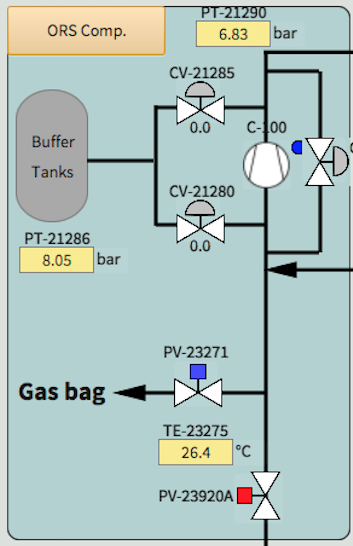 PT-21290
ORS Comp.
6.83 bar
CV-21285
0.0
C-100
Buffer
Tanks
CV-21280
0.0
PT-21286
8.05 bar
PV-23271
Gas bag
TE-23275
26.4 °C
PV-23920A